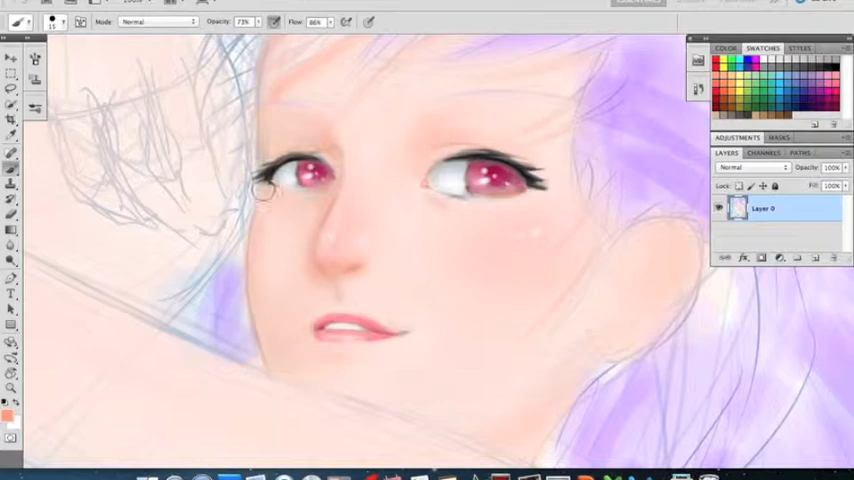 Mode: Normal Opacity: 73% Flow: 86%
15
COLOR SWATCHES STYLES
ADJUSTMENTS MASKS
LAYERS CHANNELS PATHS
Normal Opacity: 100%
Lock: Fill: 100%
Layer 0